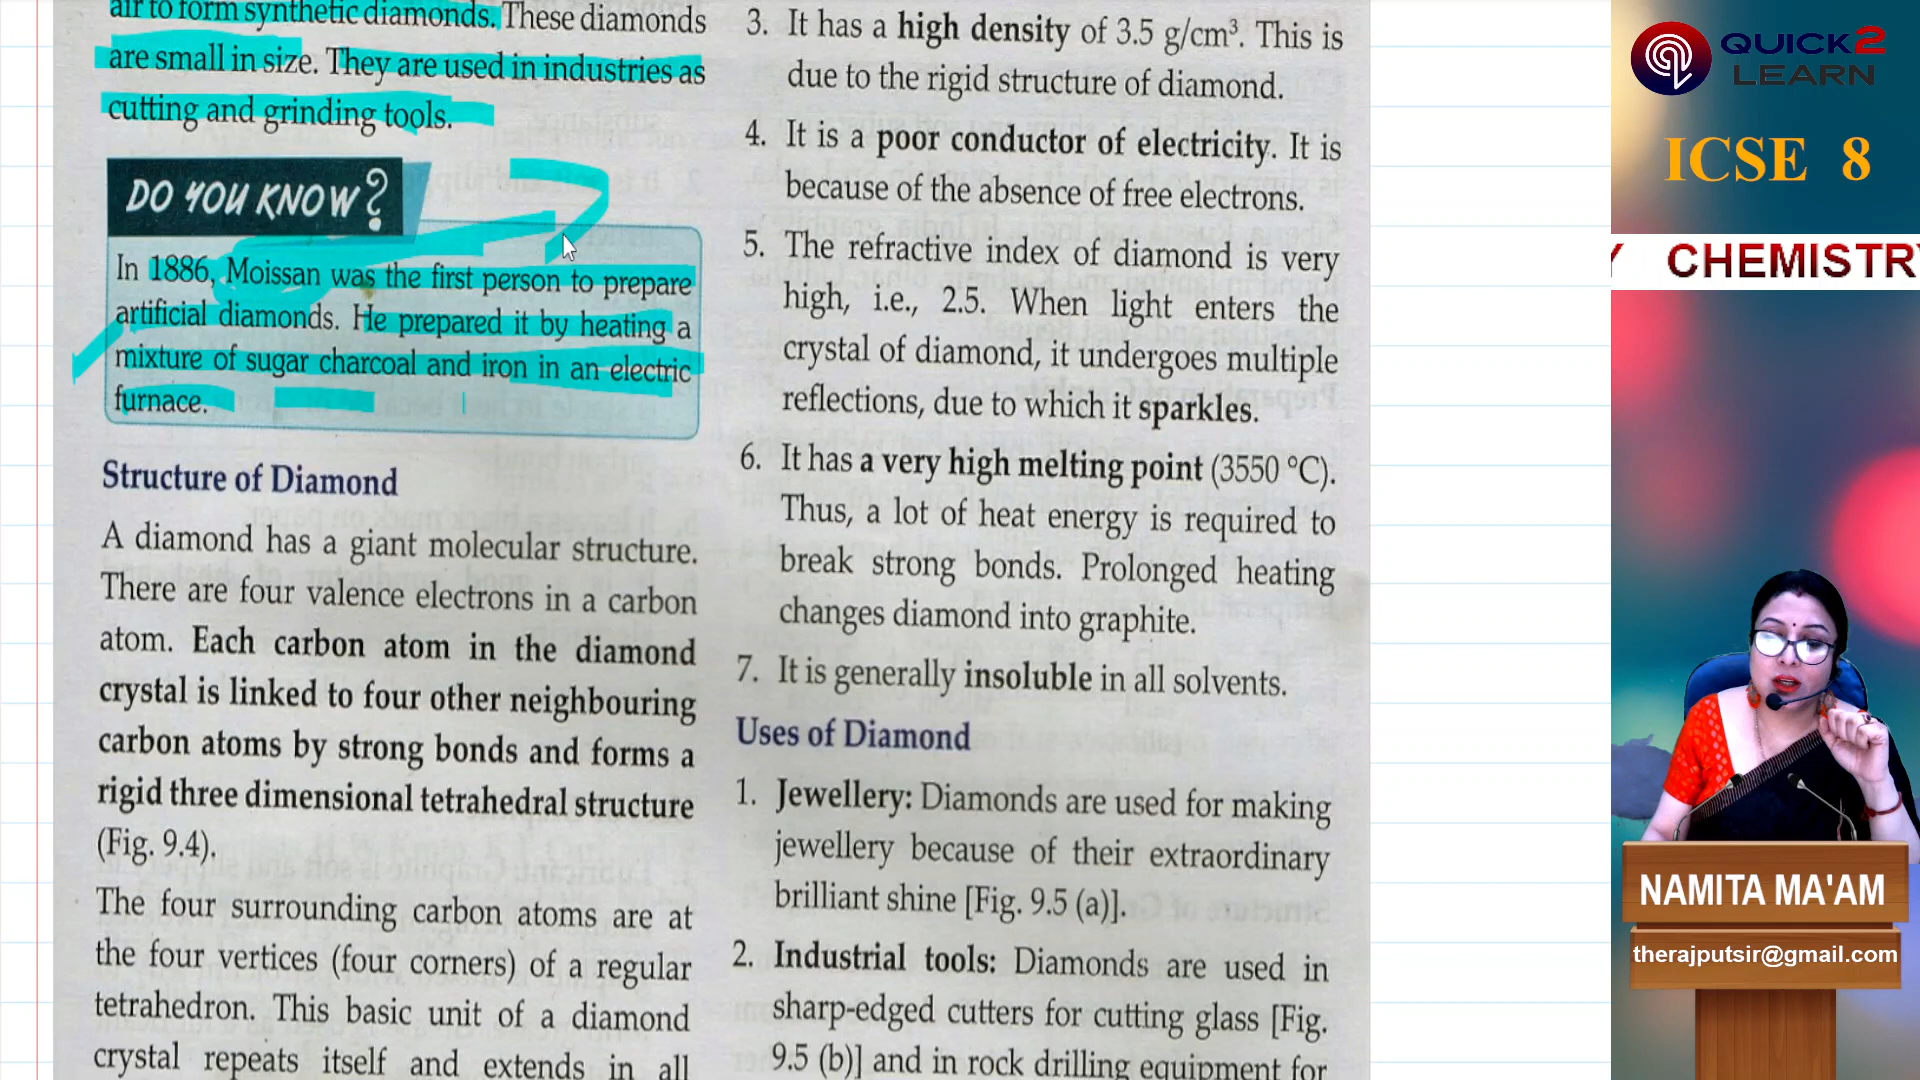 air to form synthetic diamonds. These diamonds
are small in size. They are used in industries as
cutting and grinding tools.
DO YOU KNOW?
In 1886, Moissan was the first person to prepare
artificial diamonds. He prepared it by heating a
mixture of sugar charcoal and iron in an electric
furnace.
Structure of Diamond
A diamond has a giant molecular structure.
There are four valence electrons in a carbon
atom. Each carbon atom in the diamond
crystal is linked to four other neighbouring
carbon atoms by strong bonds and forms a
rigid three dimensional tetrahedral structure
(Fig. 9.4).
The four surrounding carbon atoms are at
the four vertices (four corners) of a regular
tetrahedron. This basic unit of a diamond
crystal repeats itself and extends in all
3. It has a high density of 3.5 g/cm³. This is
due to the rigid structure of diamond.
4. It is a poor conductor of electricity. It is
because of the absence of free electrons.
5. The refractive index of diamond is very
high, i.e., 2.5. When light enters the
crystal of diamond, it undergoes multiple
reflections, due to which it sparkles.
6. It has a very high melting point (3550 °C).
Thus, a lot of heat energy is required to
break strong bonds. Prolonged heating
changes diamond into graphite.
7. It is generally insoluble in all solvents.
Uses of Diamond
1. Jewellery: Diamonds are used for making
jewellery because of their extraordinary
brilliant shine [Fig. 9.5 (a)].
2. Industrial tools: Diamonds are used in
sharp-edged cutters for cutting glass [Fig.
9.5 (b)] and in rock drilling equipment for
QUICK2
LEARN
ICSE 8
Y CHEMISTRY
NAMITA MA'AM
therajputsir@gmail.com